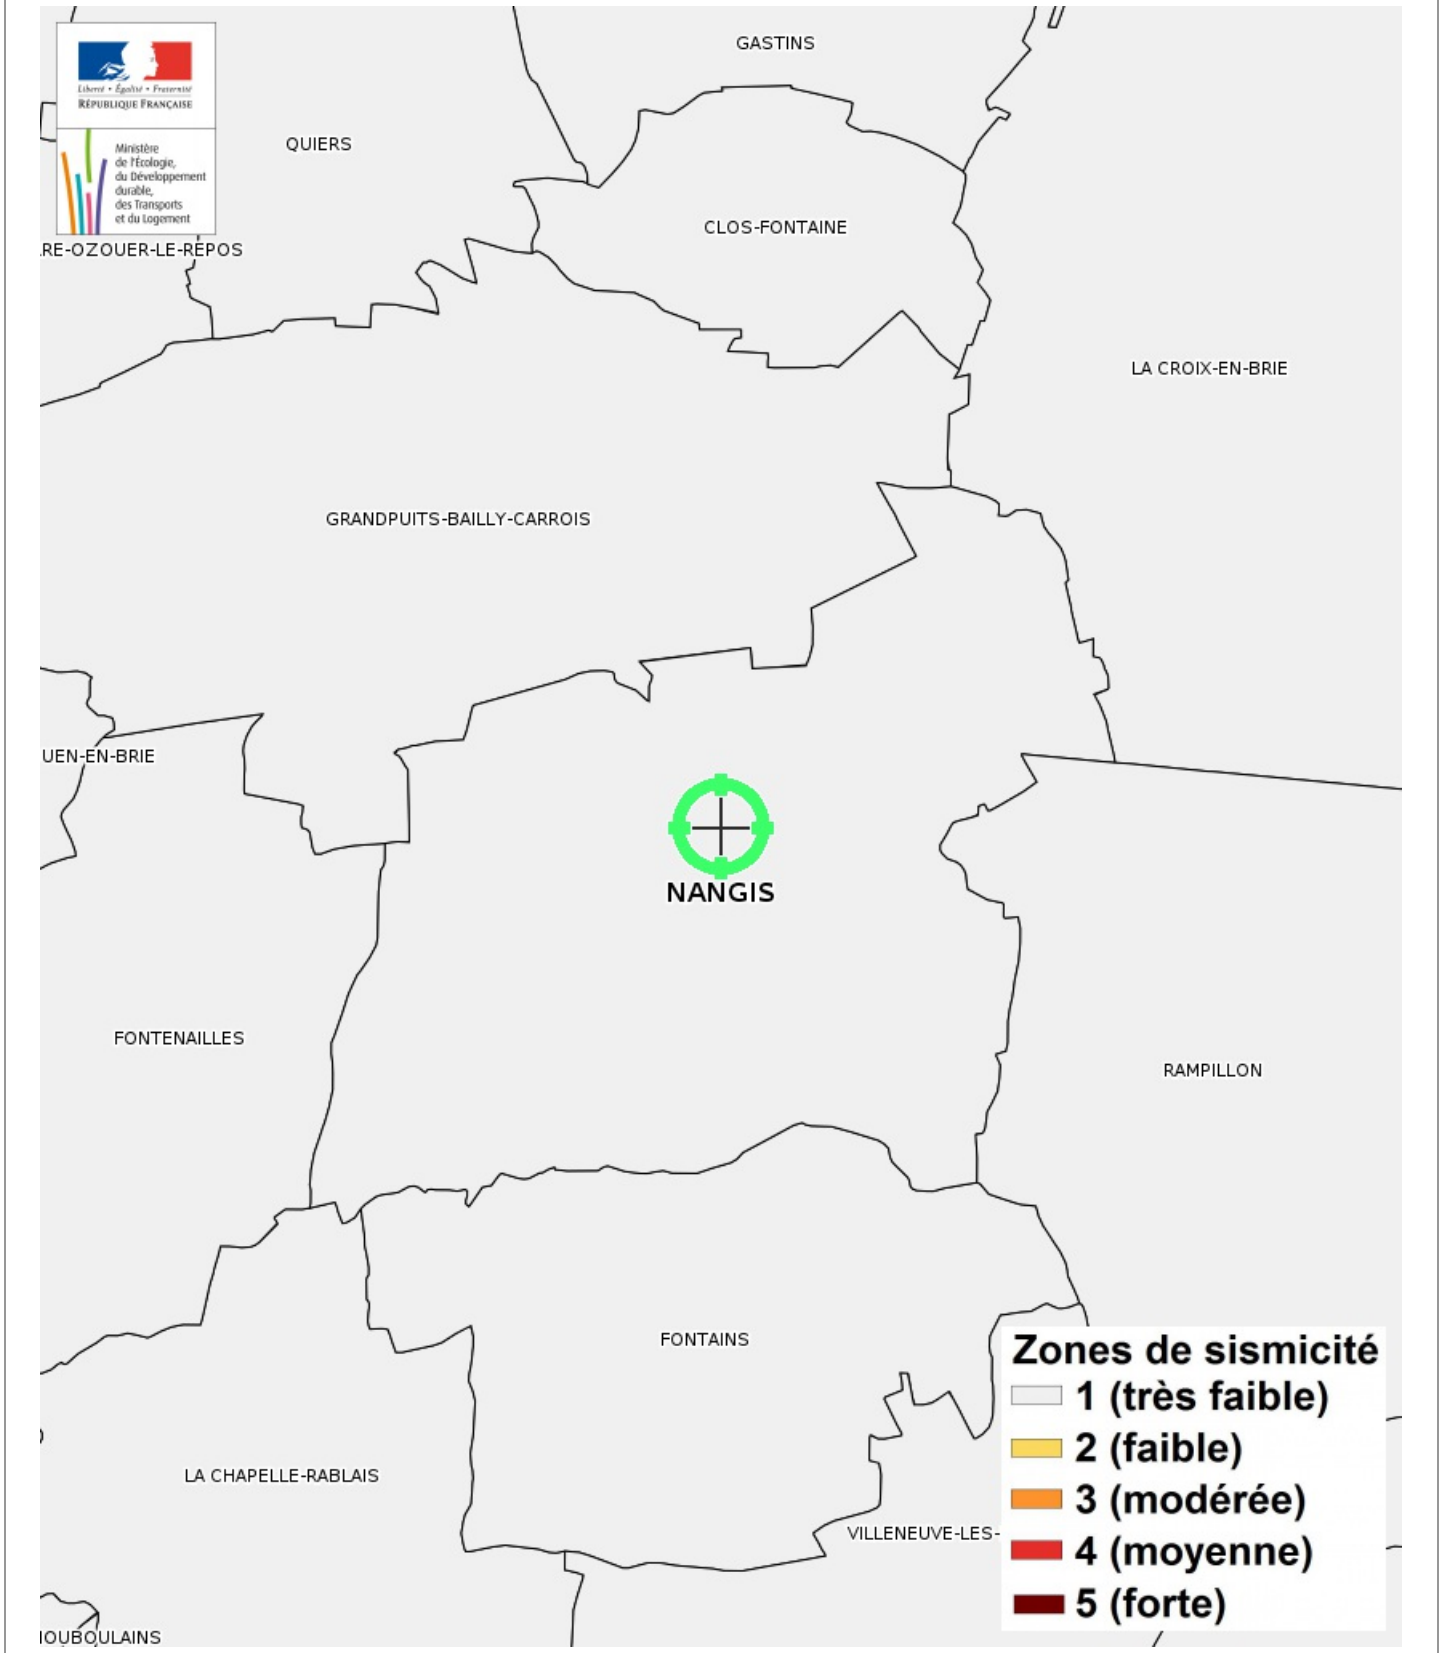 GASTINS
Liberté • Égalité • Fraternité
RÉPUBLIQUE FRANÇAISE
Ministère
de l'Écologie,
du Développement
durable,
des Transports
et du Logement
QUIERS
CLOS-FONTAINE
RE-OZOUER-LE-REPOS
LA CROIX-EN-BRIE
GRANDPUITS-BAILLY-CARROIS
UEN-EN-BRIE
NANGIS
FONTENAILLES
RAMPILLON
FONTAINS
Zones de sismicité
1 (très faible)
2 (faible)
3 (modérée)
4 (moyenne)
5 (forte)
LA CHAPELLE-RABLAIS
VILLENEUVE-LES-
OUBOULAINS